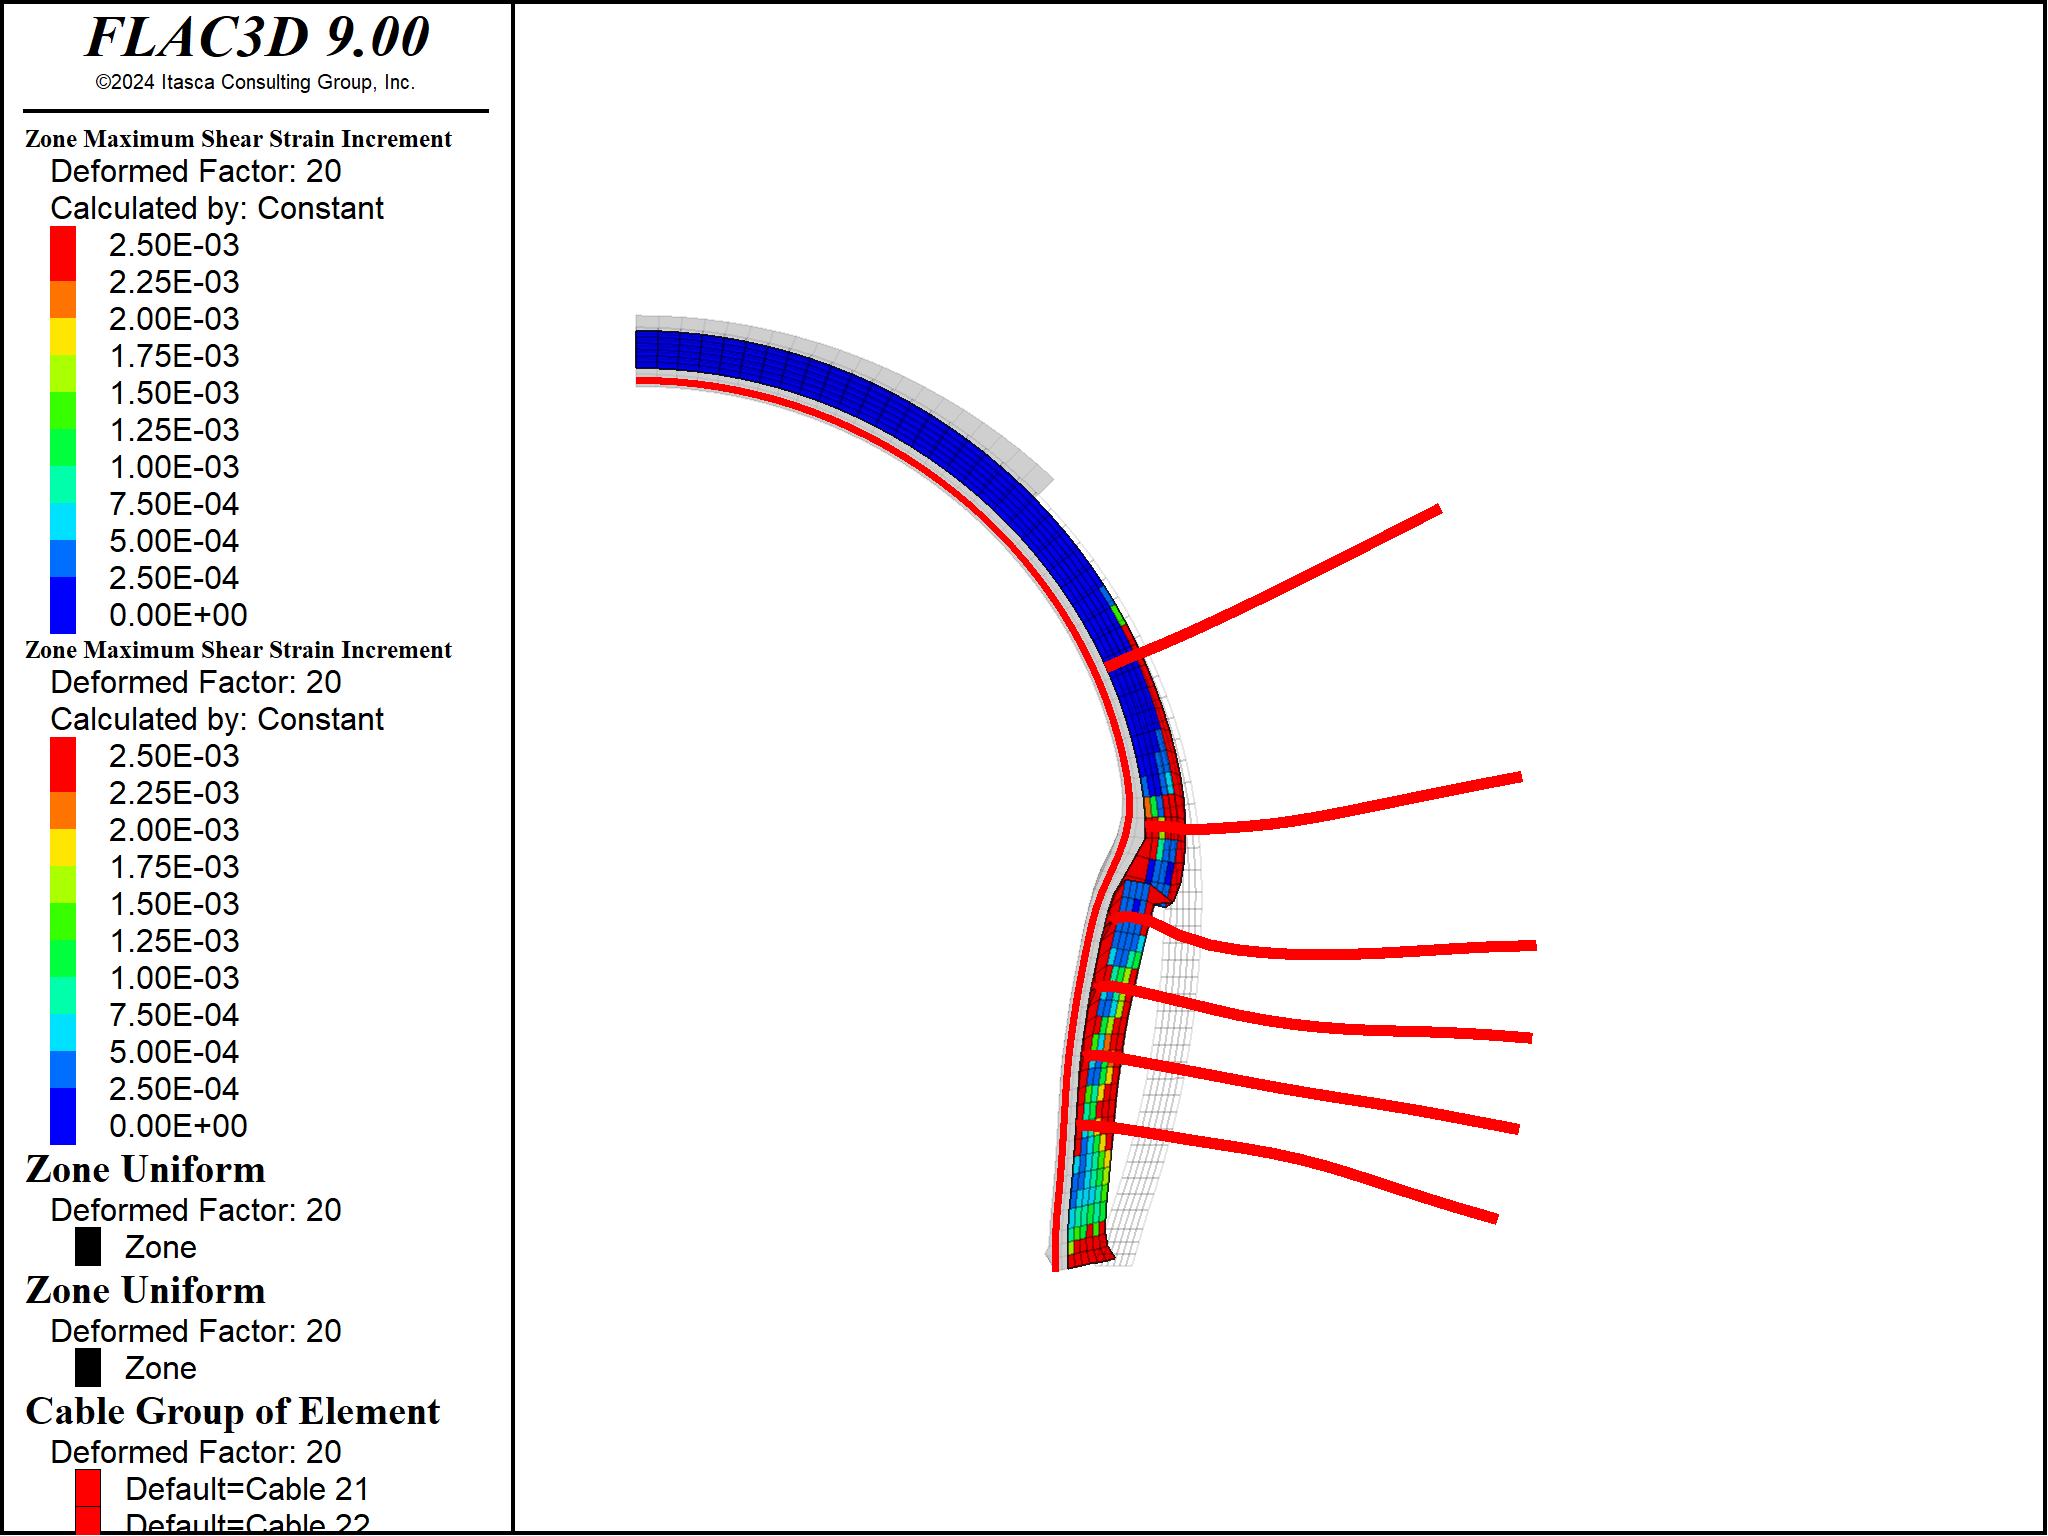 FLAC3D 9.00
©2024 Itasca Consulting Group, Inc.
Zone Maximum Shear Strain Increment
Deformed Factor: 20
Calculated by: Constant
2.50E-03
2.25E-03
2.00E-03
1.75E-03
1.50E-03
1.25E-03
1.00E-03
7.50E-04
5.00E-04
2.50E-04
0.00E+00
Zone Maximum Shear Strain Increment
Deformed Factor: 20
Calculated by: Constant
2.50E-03
2.25E-03
2.00E-03
1.75E-03
1.50E-03
1.25E-03
1.00E-03
7.50E-04
5.00E-04
2.50E-04
0.00E+00
Zone Uniform
Deformed Factor: 20
Zone
Zone Uniform
Deformed Factor: 20
Zone
Cable Group of Element
Deformed Factor: 20
Default=Cable 21
Default=Cable 22